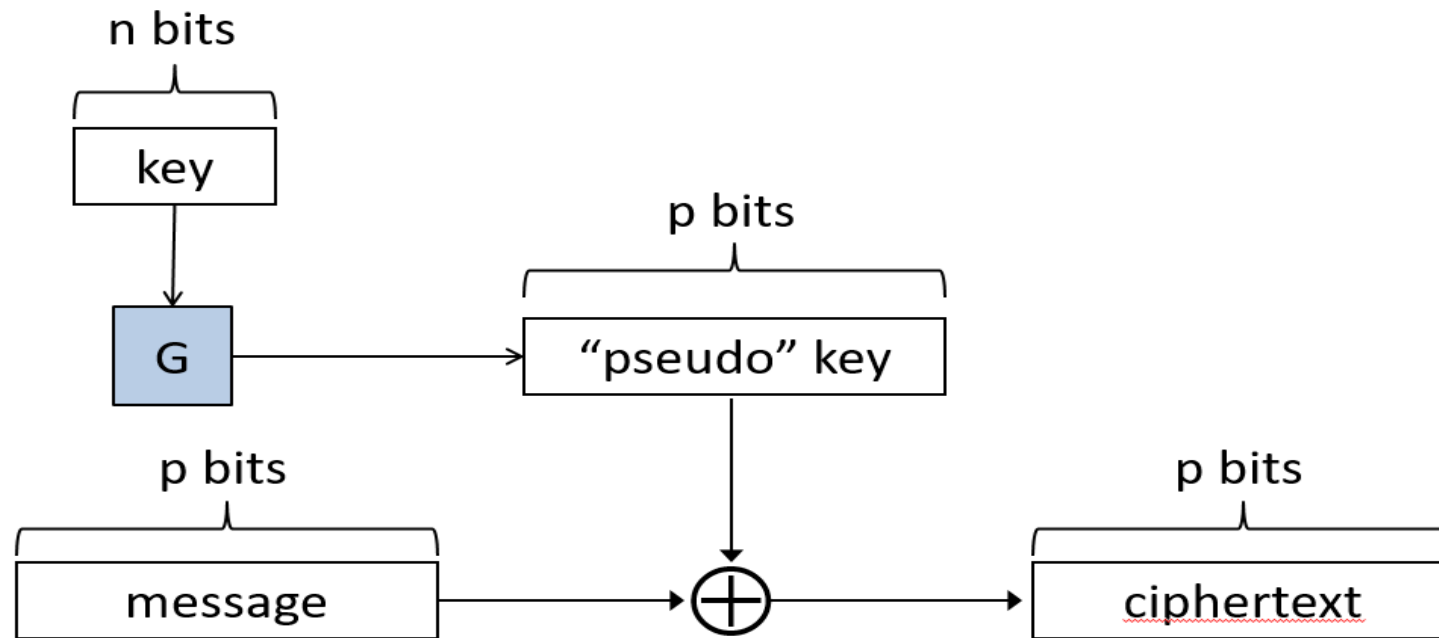 n bits
key
p bits
G
“pseudo” key
p bits
p bits
message
ciphertext